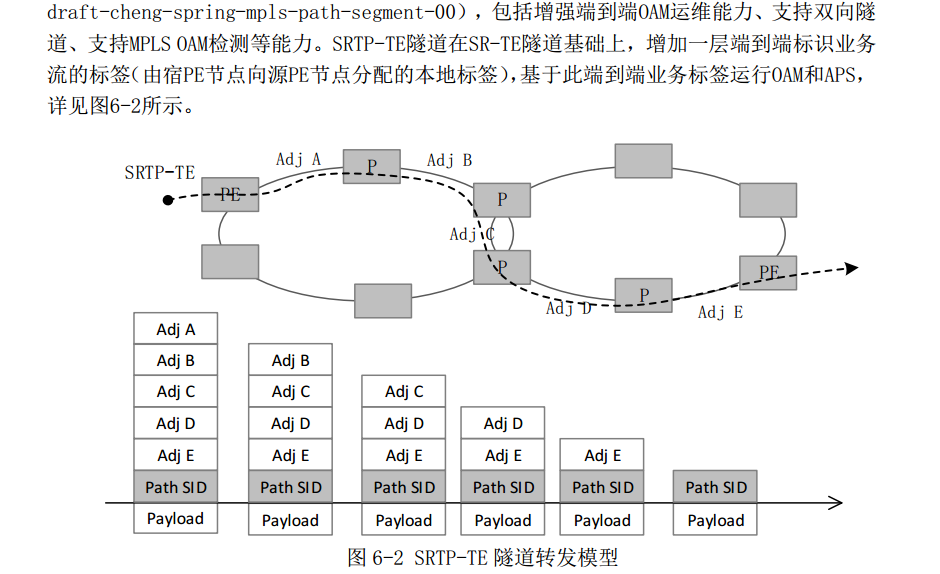 draft-cheng-spring-mpls-path-segment-00），包括增强端到端OAM运维能力、支持双向隧
道、支持MPLS OAM检测等能力。SRTP-TE隧道在SR-TE隧道基础上，增加一层端到端标识业务
流的标签(由宿PE节点向源PE节点分配的本地标签)，基于此端到端业务标签运行OAM和APS，
详见图6-2所示。
SRTP-TE
Adj A
Adj B
PE
P
P
Adj C
P
PE
Adj D
P
Adj E
Adj A
Adj B
Adj C
Adj D
Adj E
Path SID
Payload
Adj B
Adj C
Adj D
Adj E
Path SID
Payload
Adj C
Adj D
Adj E
Path SID
Payload
Adj D
Adj E
Path SID
Payload
Adj E
Path SID
Payload
Path SID
Payload
图 6-2 SRTP-TE 隧道转发模型